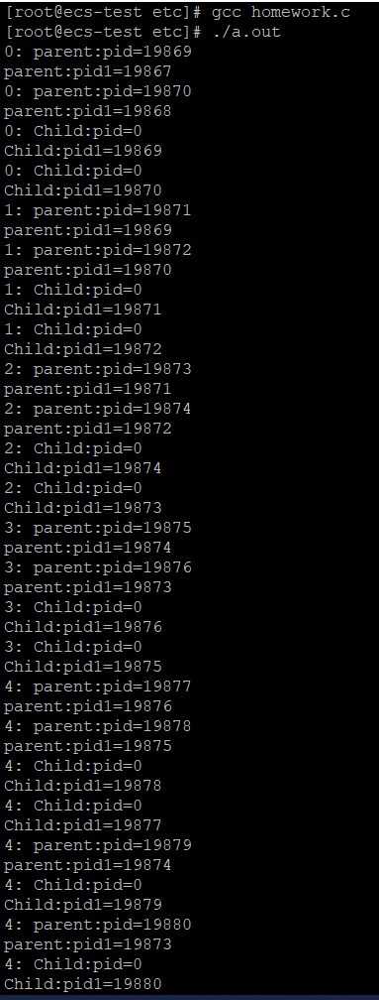 [root@ecs-test etc]# gcc homework.c
[root@ecs-test etc]# ./a.out
0: parent:pid=19869
parent:pid1=19867
0: parent:pid=19870
parent:pid1=19868
0: Child:pid=0
Child:pid1=19869
0: Child:pid=0
Child:pid1=19870
1: parent:pid=19871
parent:pid1=19869
1: parent:pid=19872
parent:pid1=19870
1: Child:pid=0
Child:pid1=19871
1: Child:pid=0
Child:pid1=19872
2: parent:pid=19873
parent:pid1=19871
2: parent:pid=19874
parent:pid1=19872
2: Child:pid=0
Child:pid1=19874
2: Child:pid=0
Child:pid1=19873
3: parent:pid=19875
parent:pid1=19874
3: parent:pid=19876
parent:pid1=19873
3: Child:pid=0
Child:pid1=19876
3: Child:pid=0
Child:pid1=19875
4: parent:pid=19877
parent:pid1=19876
4: parent:pid=19878
parent:pid1=19875
4: Child:pid=0
Child:pid1=19878
4: Child:pid=0
Child:pid1=19877
4: parent:pid=19879
parent:pid1=19874
4: Child:pid=0
Child:pid1=19879
4: parent:pid=19880
parent:pid1=19873
4: Child:pid=0
Child:pid1=19880